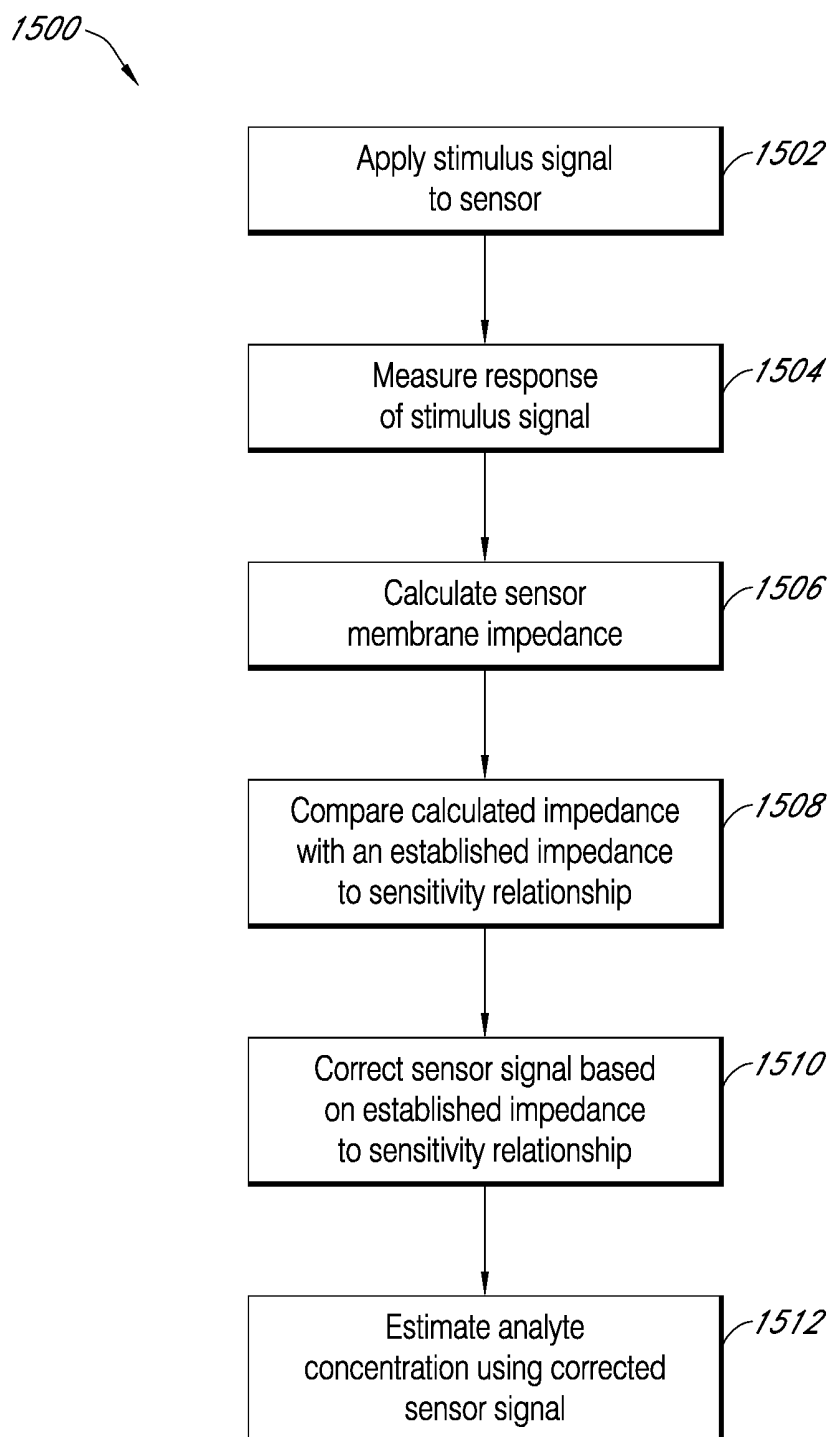 1500
Apply stimulus signal
to sensor
1502
Measure response
of stimulus signal
1504
Calculate sensor
membrane impedance
1506
Compare calculated impedance
with an established impedance
to sensitivity relationship
1508
Correct sensor signal based
on established impedance
to sensitivity relationship
1510
Estimate analyte
concentration using corrected
sensor signal
1512